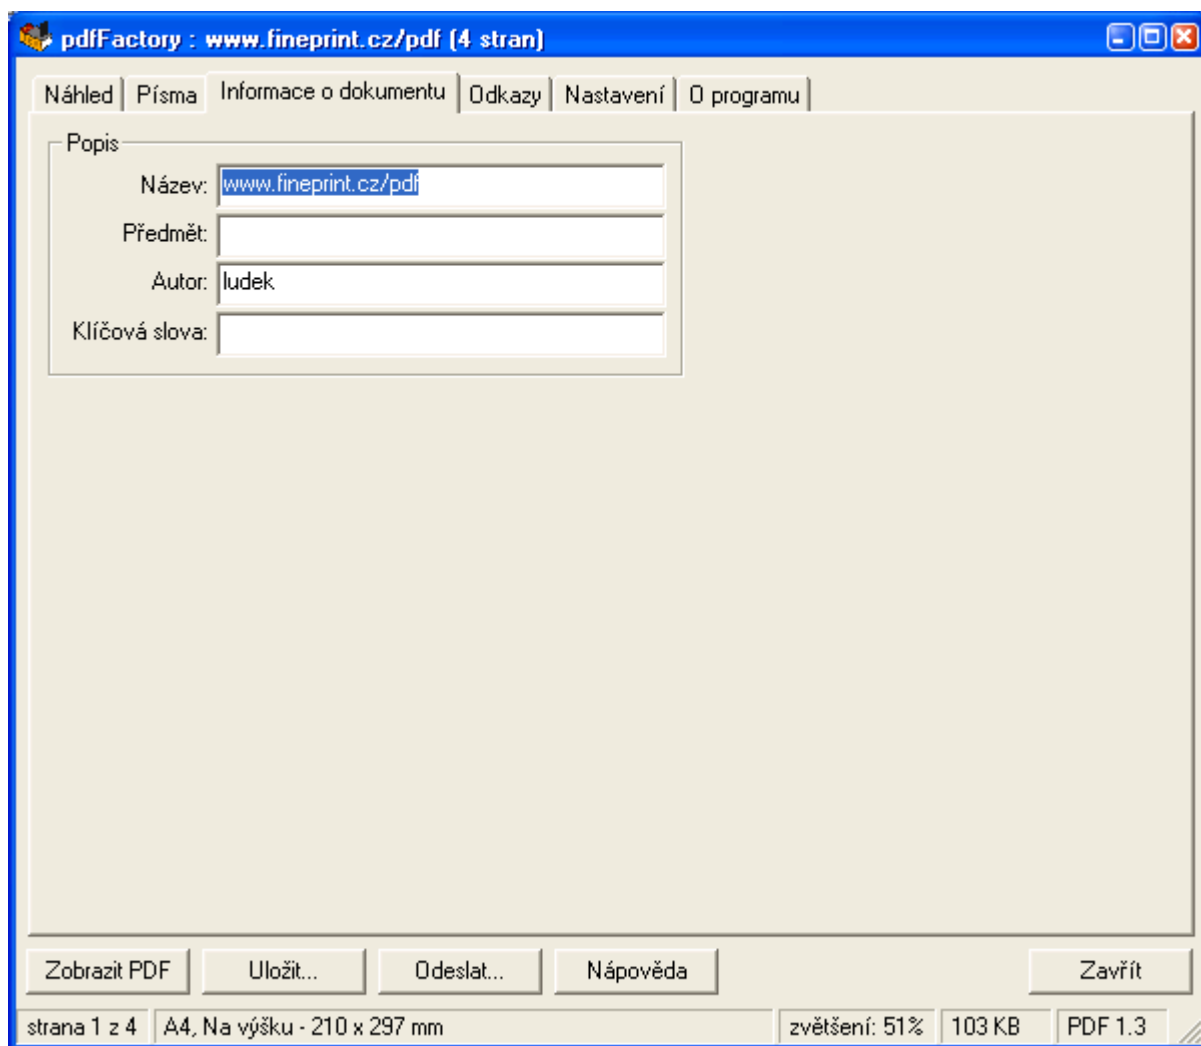 pdfFactory : www.fineprint.cz/pdf (4 stran)
Náhled Písma Informace o dokumentu Odkazy Nastavení O programu
Popis
Název: www.fineprint.cz/pdf
Předmět:
Autor: ludek
Klíčová slova:
Zobrazit PDF Uložit... Odeslat... Nápověda Zavřít
strana 1 z 4 A4, Na výšku - 210 x 297 mm zvětšení: 51% 103 KB PDF 1.3